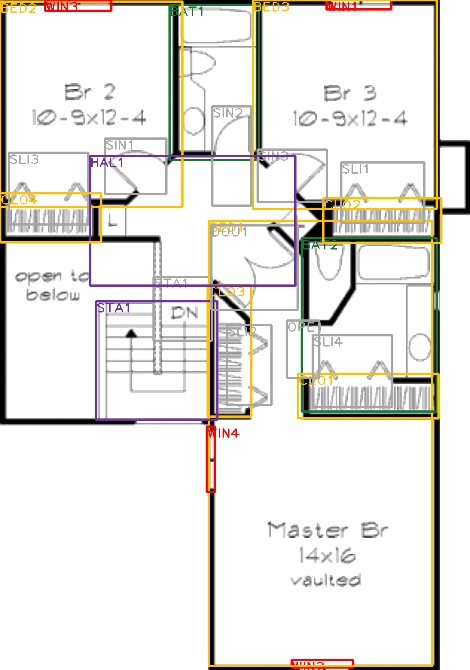 BED2
WIN3
BAT1
BED3
WIN1
Br 2
10-9x12-4
Br 3
10-9x12-4
SIN2
SIN1
SLI3
HAL1
SIN3
SLI1
CLO4
CLO2
L
DOU1
BAT2
open to
below
STA1
CLO3
STA1
DN
OPE1
SLI2
SLI4
CLO1
WIN4
Master Br
14x16
vaulted
WIN2